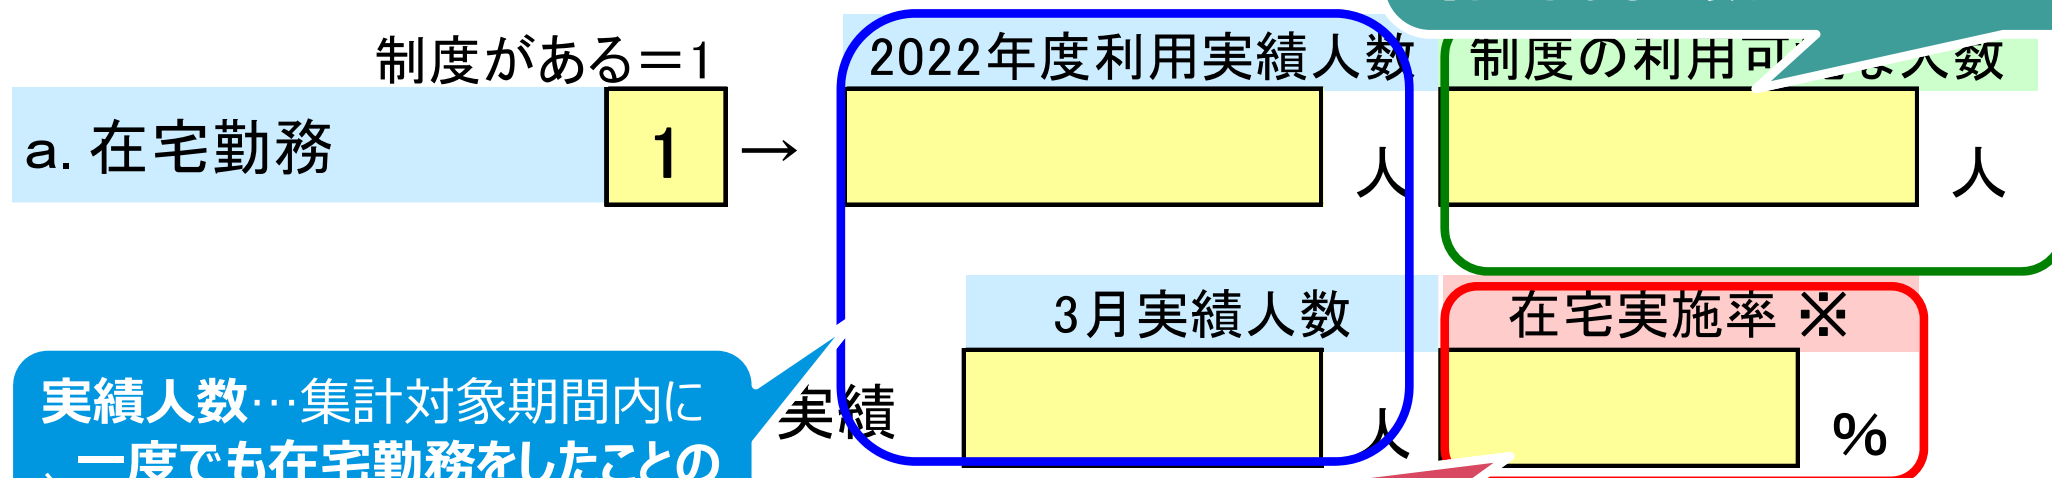 制度がある＝1
2022年度利用実績人数
制度の利用可な人数
a. 在宅勤務
1
→
人
人
3月実績人数
在宅実施率 ※
実績
人
%
実績人数…集計対象期間内に
、一度でも在宅勤務をしたことの